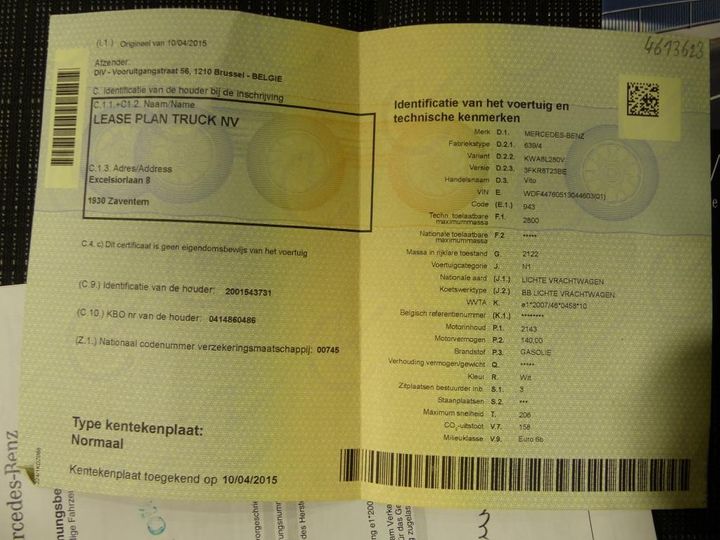 (I.1.) Origineel van 10/04/2015
Afzender:
DIV - Vooruitgangstraat 56, 1210 Brussel - BELGIE
C. Identificatie van de houder bij de inschrijving
C.1.1.+C1.2. Naam/Name
LEASE PLAN TRUCK NV
C.1.3. Adres/Address
Excelsiorlaan 8
1930 Zaventem
C.4. c) Dit certificaat is geen eigendomsbewijs van het voertuig
(C.9.) Identificatie van de houder: 2001543731
(C.10.) KBO nr van de houder: 0414860486
(Z.1.) Nationaal codenummer verzekeringsmaatschappij: 00745
Type kentekenplaat:
Normaal
Kentekenplaat toegekend op 10/04/2015
4613623
Identificatie van het voertuig en
technische kenmerken
Merk D.1. MERCEDES-BENZ
Fabriekstype D.2.1. 639/4
Variant D.2.2. KWA8L280V
Versie D.2.3. 3FKR8T23BE
Handelsnaam D.3. Vito
VIN E. WDF44760513044603(01)
Code (E.1.) 943
Techn. toelaatbare
maximummassa F.1. 2800
Nationale toelaatbare
maximummassa F.2 *****
Massa in rijklare toestand G. 2122
Voertuigcategorie J. N1
Nationale aard (J.1.) LICHTE VRACHTWAGEN
Koetswerktype (J.2.) BB LICHTE VRACHTWAGEN
WVTA K. e1*2007/46*0458*10
Belgisch referentienummer (K.1.) ********
Motorinhoud P.1. 2143
Motorvermogen P.2. 140,00
Brandstof P.3. GASOLIE
Verhouding vermogen/gewicht Q. *****
Kleur R. Wit
Zitplaatsen bestuurder inb. S.1. 3
Staanplaatsen S.2. ***
Maximum snelheid T. 206
CO2-uitstoot V.7. 158
Milieuklasse V.9. Euro 6b
rcedes-Benz